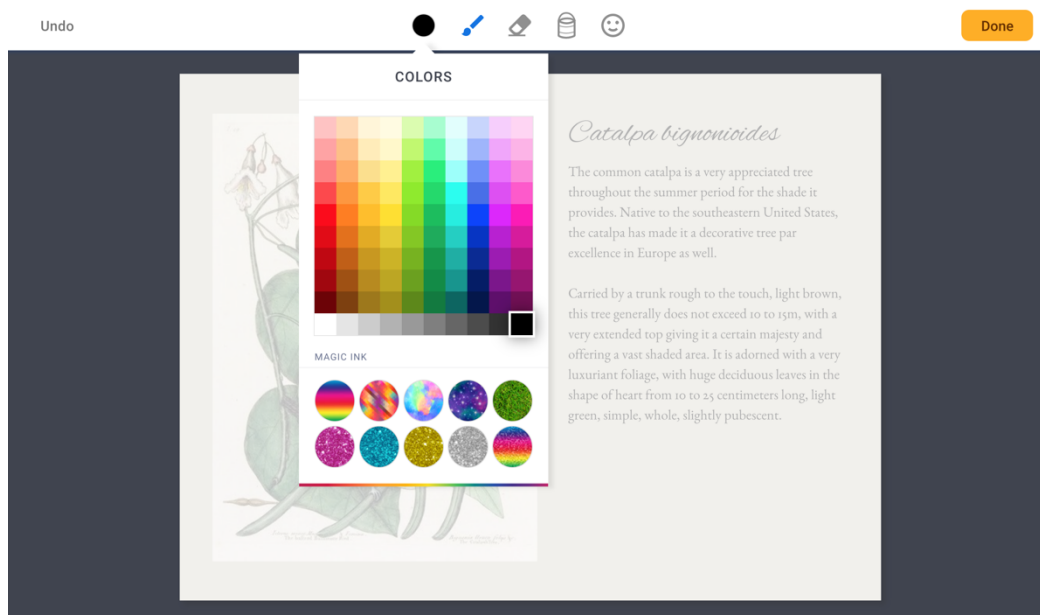 Undo
Done
COLORS
MAGIC INK
Catalpa bignonioides
The common catalpa is a very appreciated tree
throughout the summer period for the shade it
provides. Native to the southeastern United States,
the catalpa has made it a decorative tree par
excellence in Europe as well.
Carried by a trunk rough to the touch, light brown,
this tree generally does not exceed 10 to 15m, with a
very extended top giving it a certain majesty and
offering a vast shaded area. It is adorned with a very
luxuriant foliage, with huge deciduous leaves in the
shape of heart from 10 to 25 centimeters long, light
green, simple, whole, slightly pubescent.